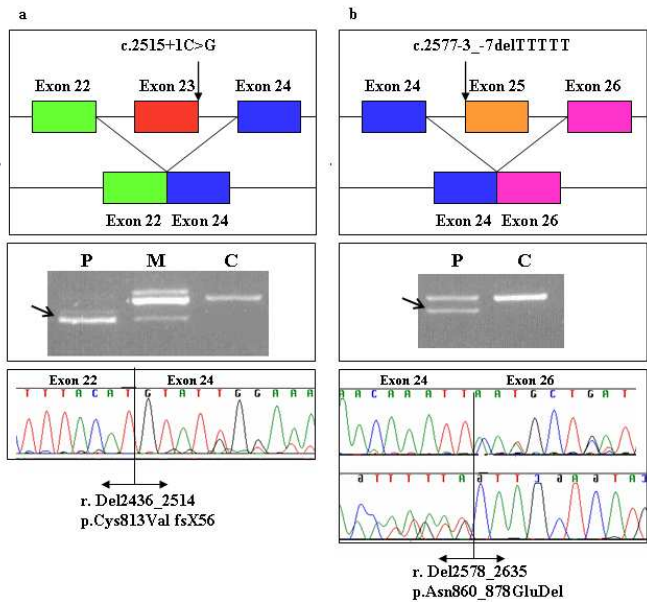 a
c.2515+1C>G
Exon 22
Exon 23
Exon 24
Exon 22
Exon 24
P
M
C
Exon 22
Exon 24
T T T A C A T G T A T T G G A A A
r. Del2436_2514
p.Cys813Val fsX56
b
c.2577-3_-7delTTTTT
Exon 24
Exon 25
Exon 26
Exon 24
Exon 26
P
C
Exon 24
Exon 26
A A C A A A T T A A T G C T G A T
r. Del2578_2635
p.Asn860_878GluDel